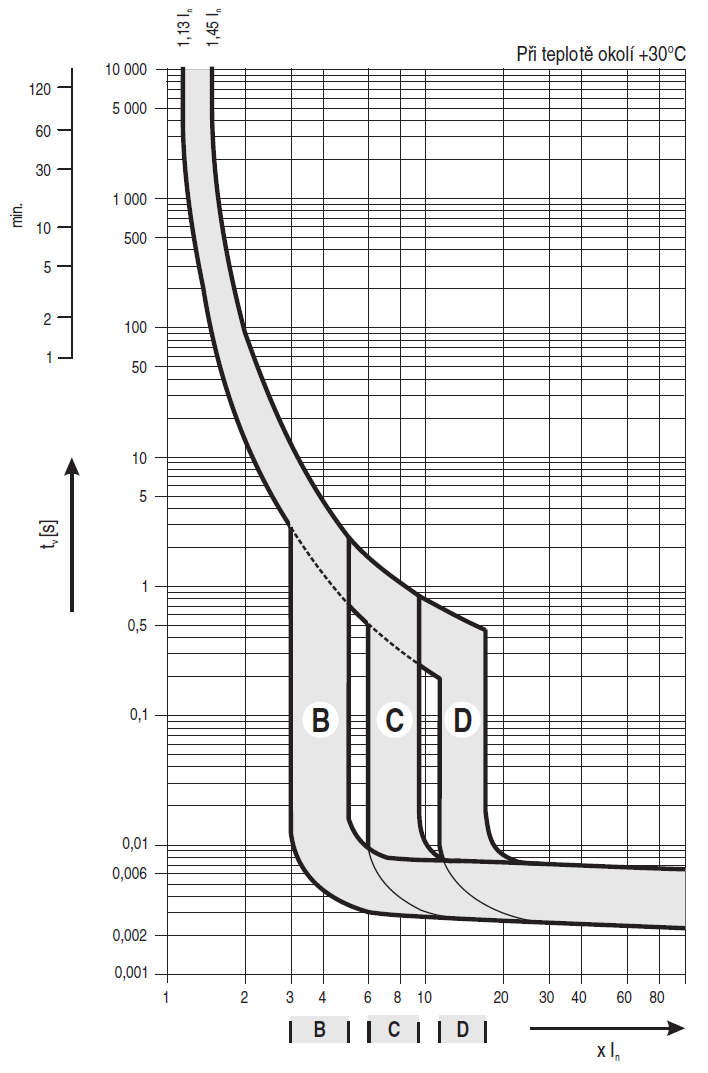 1,13 Iₙ
1,45 Iₙ
Při teplotě okolí +30°C
min.
120
60
30
10
5
2
1
tᵥ [s]
10 000
5 000
1 000
500
100
50
10
5
1
0,5
0,1
0,01
0,006
0,002
0,001
B
C
D
1 2 3 4 6 8 10 20 30 40 60 80
B C D
x Iₙ